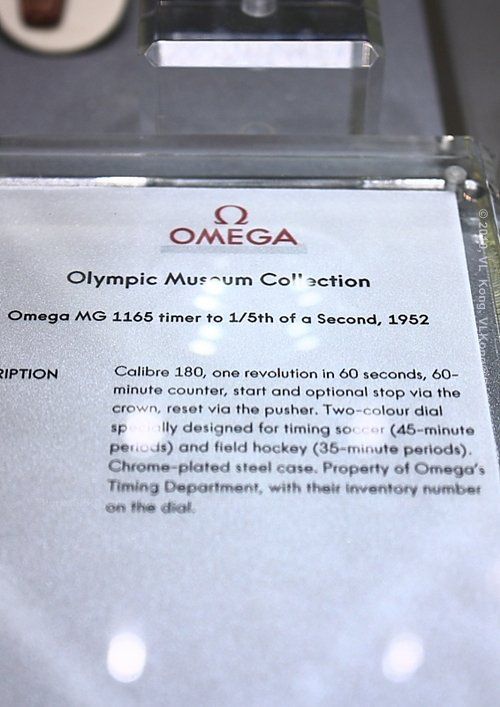 Ω
OMEGA
Olympic Museum Collection
Omega MG 1165 timer to 1/5th of a Second, 1952
RIPTION
Calibre 180, one revolution in 60 seconds, 60-
minute counter, start and optional stop via the
crown, reset via the pusher. Two-colour dial
specially designed for timing soccer (45-minute
periods) and field hockey (35-minute periods).
Chrome-plated steel case. Property of Omega's
Timing Department, with their inventory number
on the dial.
VL Kong,